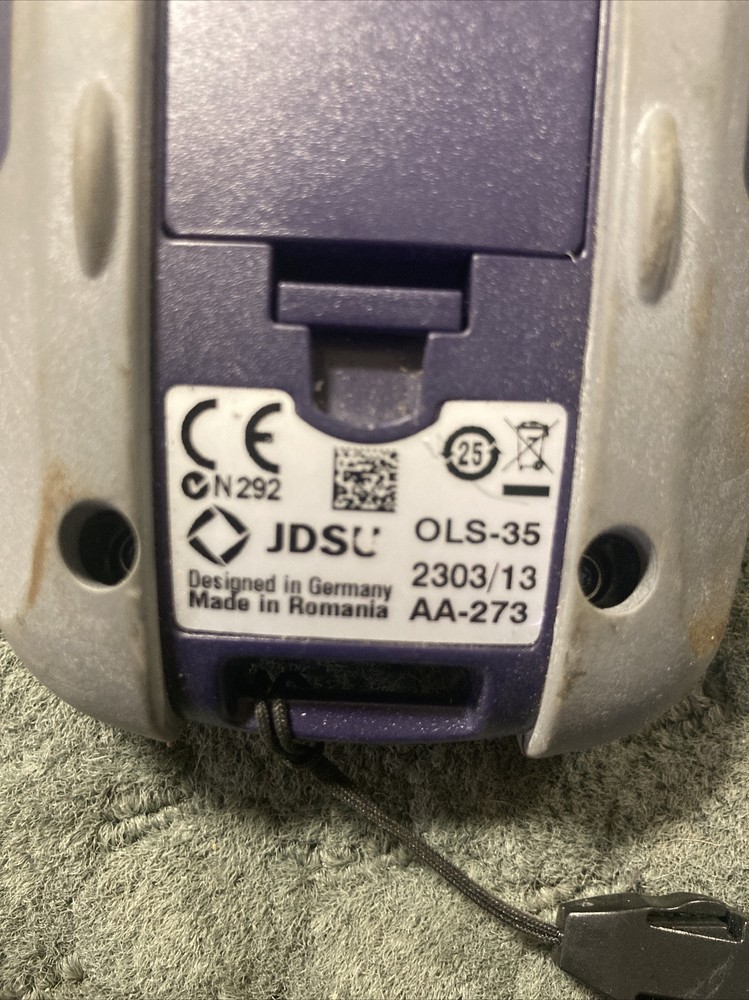 CE
N292
25
JDSU
OLS-35
2303/13
AA-273
Designed in Germany
Made in Romania